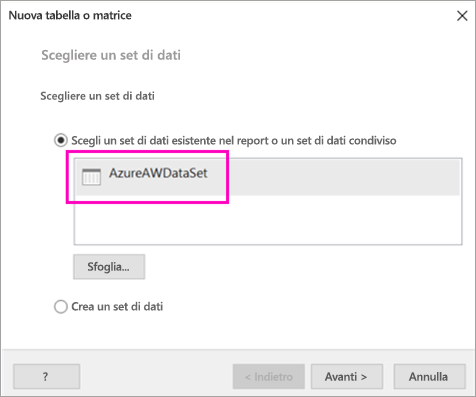 Nuova tabella o matrice
Scegliere un set di dati
Scegliere un set di dati
Scegli un set di dati esistente nel report o un set di dati condiviso
AzureAWDataSet
Sfoglia...
Crea un set di dati
? < Indietro Avanti > Annulla